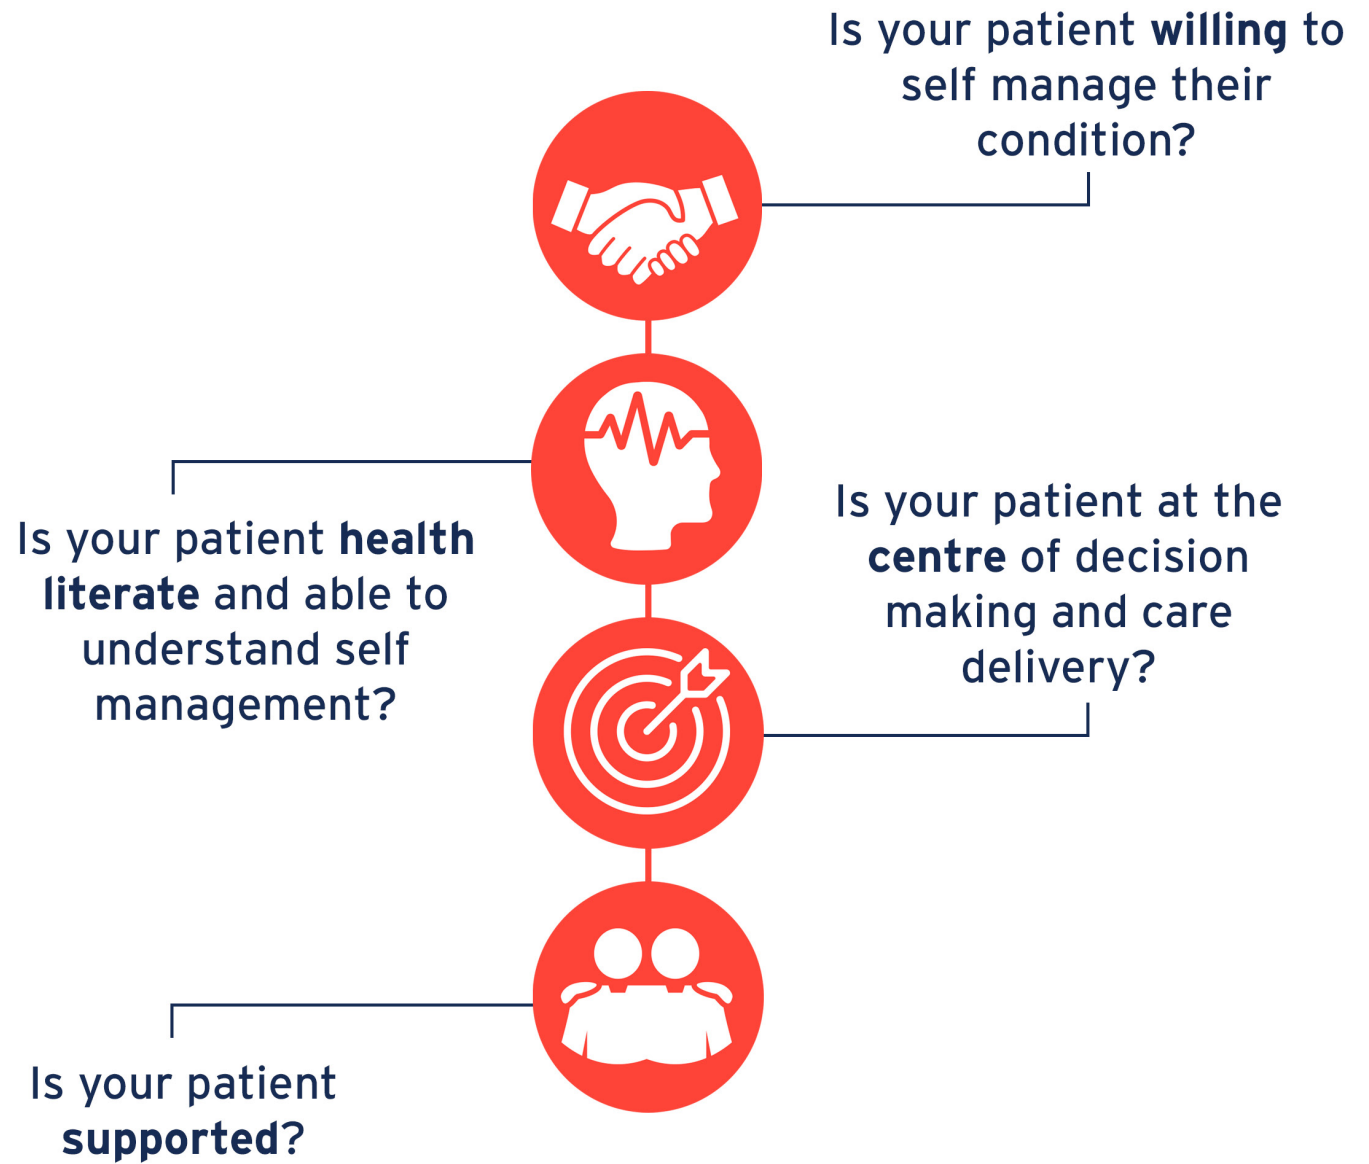 Is your patient willing to
self manage their
condition?
Is your patient health
literate and able to
understand self
management?
Is your patient at the
centre of decision
making and care
delivery?
Is your patient
supported?